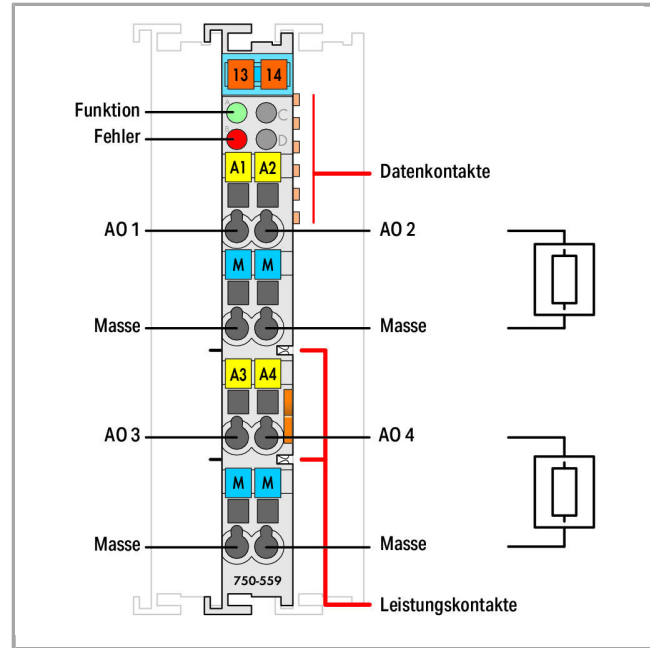 13 14
A C
Funktion
B D
Fehler
A1 A2
Datenkontakte
AO 1 AO 2
M M
Masse Masse
A3 A4
AO 3 AO 4
M M
Masse Masse
750-559
Leistungskontakte